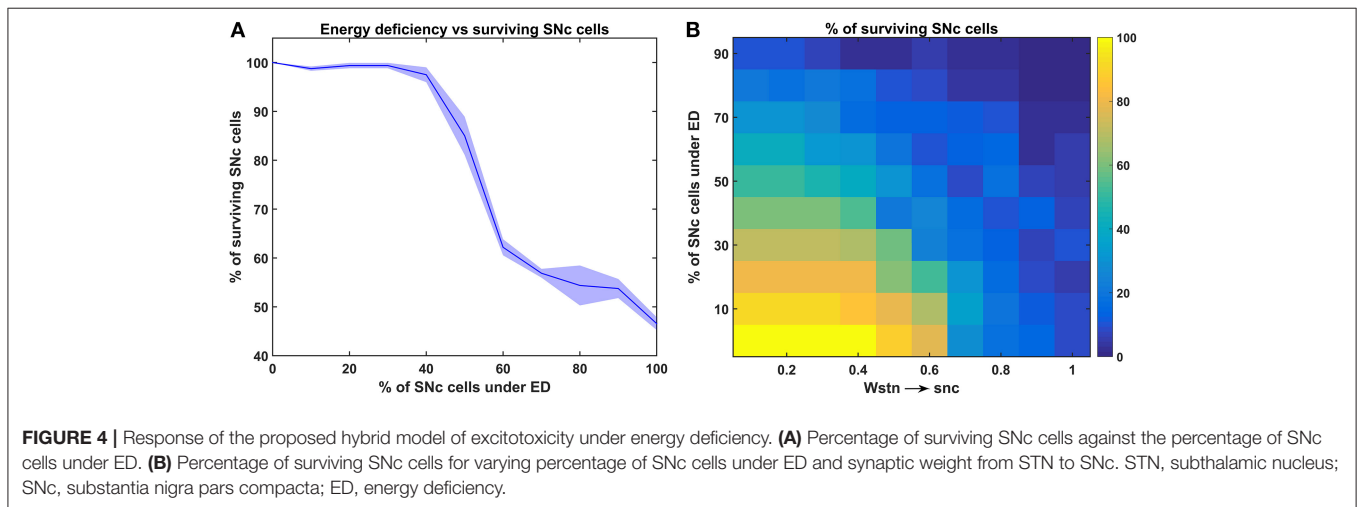 A
Energy deficiency vs surviving SNc cells
% of surviving SNc cells
100
90
80
70
60
50
40
0
20
40
60
80
100
% of SNc cells under ED
B
% of surviving SNc cells
% of SNc cells under ED
90
70
50
30
10
0.2
0.4
0.6
0.8
1
Wstn → snc
100
80
60
40
20
0
FIGURE 4 | Response of the proposed hybrid model of excitotoxicity under energy deficiency. (A) Percentage of surviving SNc cells against the percentage of SNc
cells under ED. (B) Percentage of surviving SNc cells for varying percentage of SNc cells under ED and synaptic weight from STN to SNc. STN, subthalamic nucleus;
SNc, substantia nigra pars compacta; ED, energy deficiency.